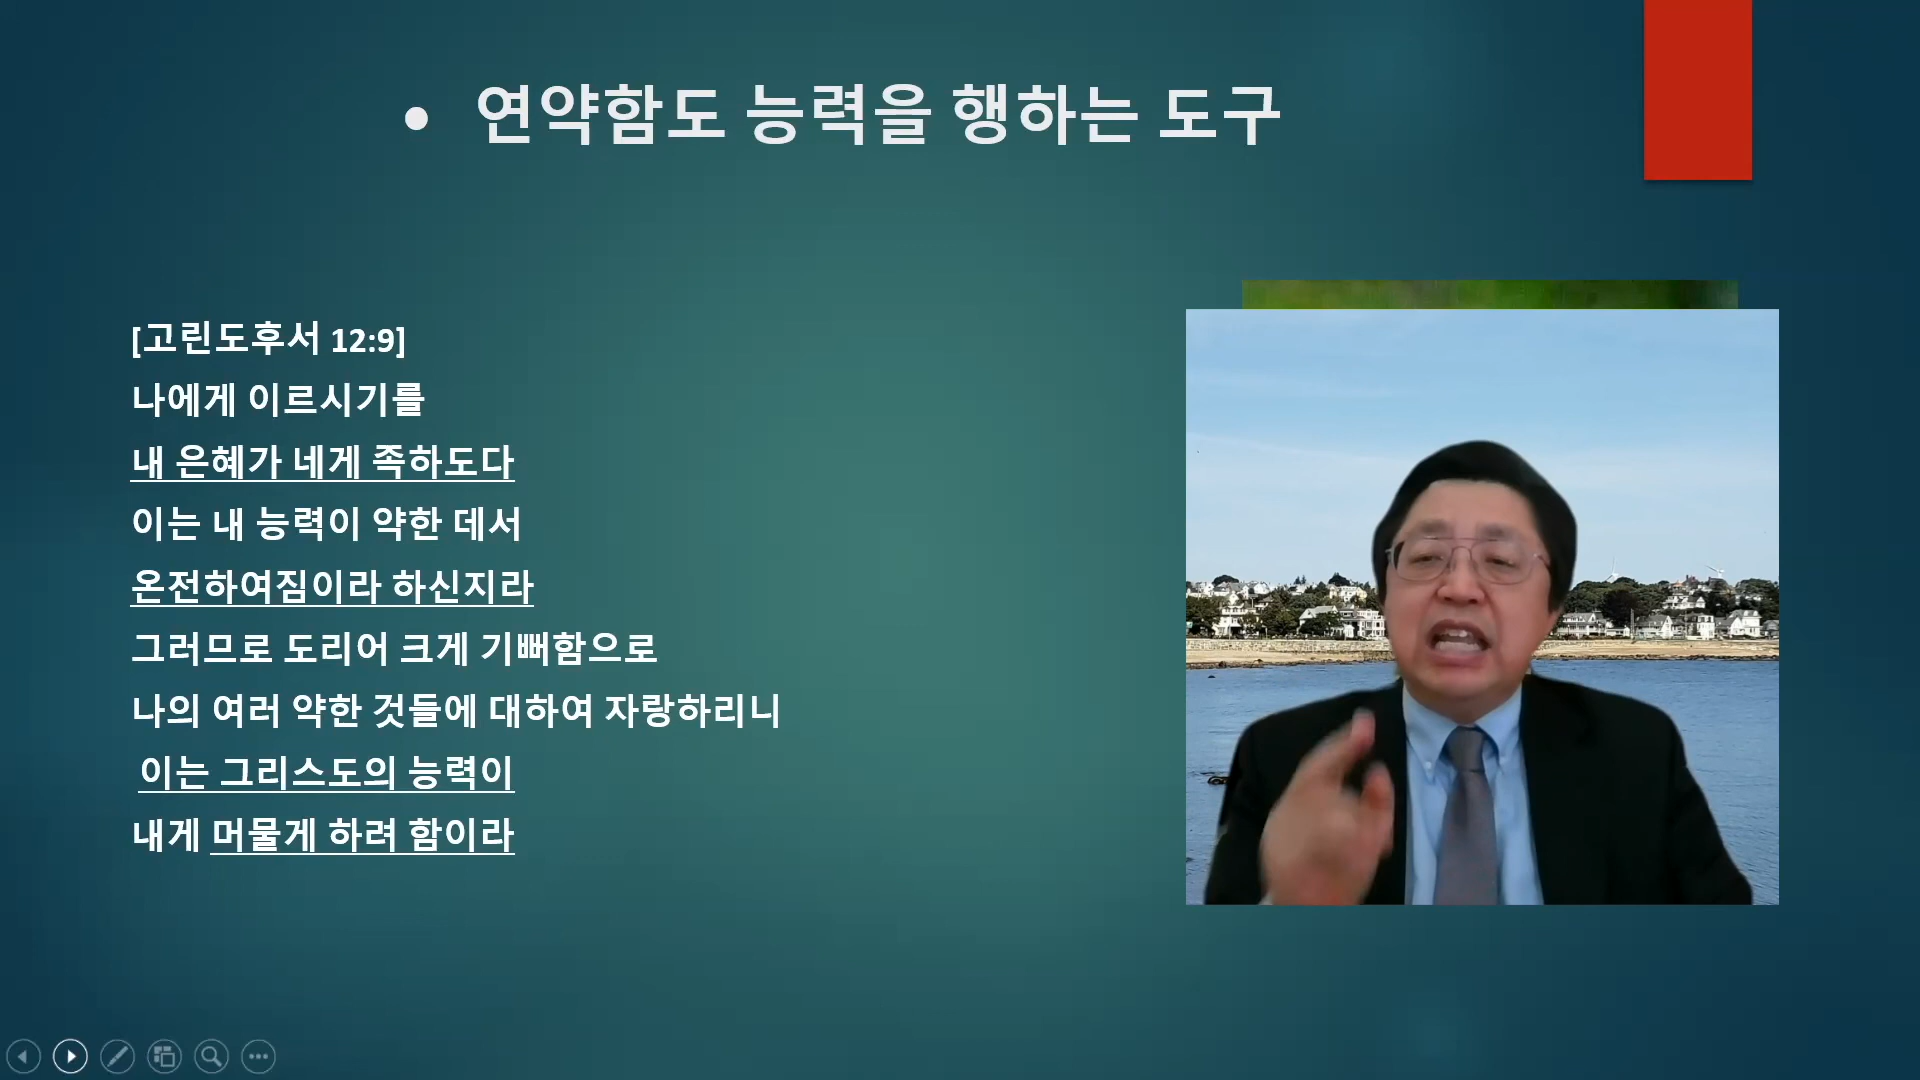 • 연약함도 능력을 행하는 도구
[고린도후서 12:9]
나에게 이르시기를
내 은혜가 네게 족하도다
이는 내 능력이 약한 데서
온전하여짐이라 하신지라
그러므로 도리어 크게 기뻐함으로
나의 여러 약한 것들에 대하여 자랑하리니
이는 그리스도의 능력이
내게 머물게 하려 함이라